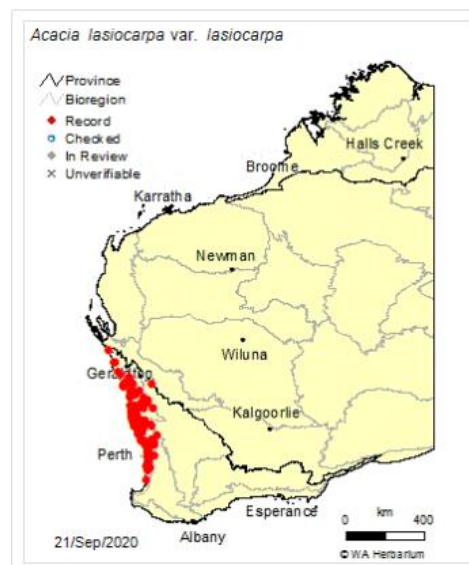 Acacia lasiocarpa var. lasiocarpa
Province
Bioregion
Record
Checked
In Review
Unverifiable
Halls Creek
Broome
Karratha
Newman
Wiluna
Geraldton
Kalgoorlie
Perth
Esperance
Albany
21/Sep/2020
km
0 400
© WA Herbarium